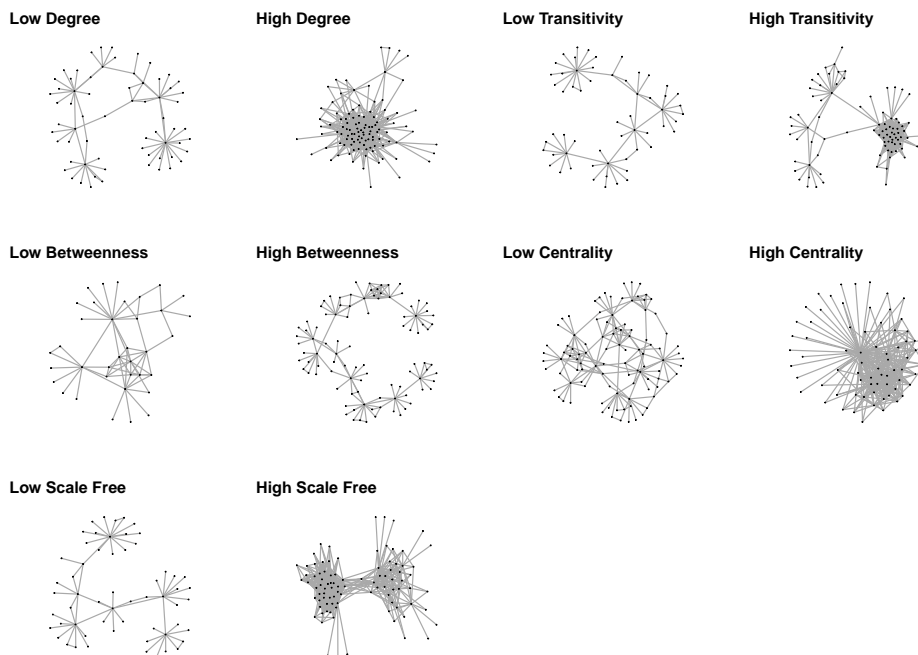 Low Degree
High Degree
Low Transitivity
High Transitivity
Low Betweenness
High Betweenness
Low Centrality
High Centrality
Low Scale Free
High Scale Free